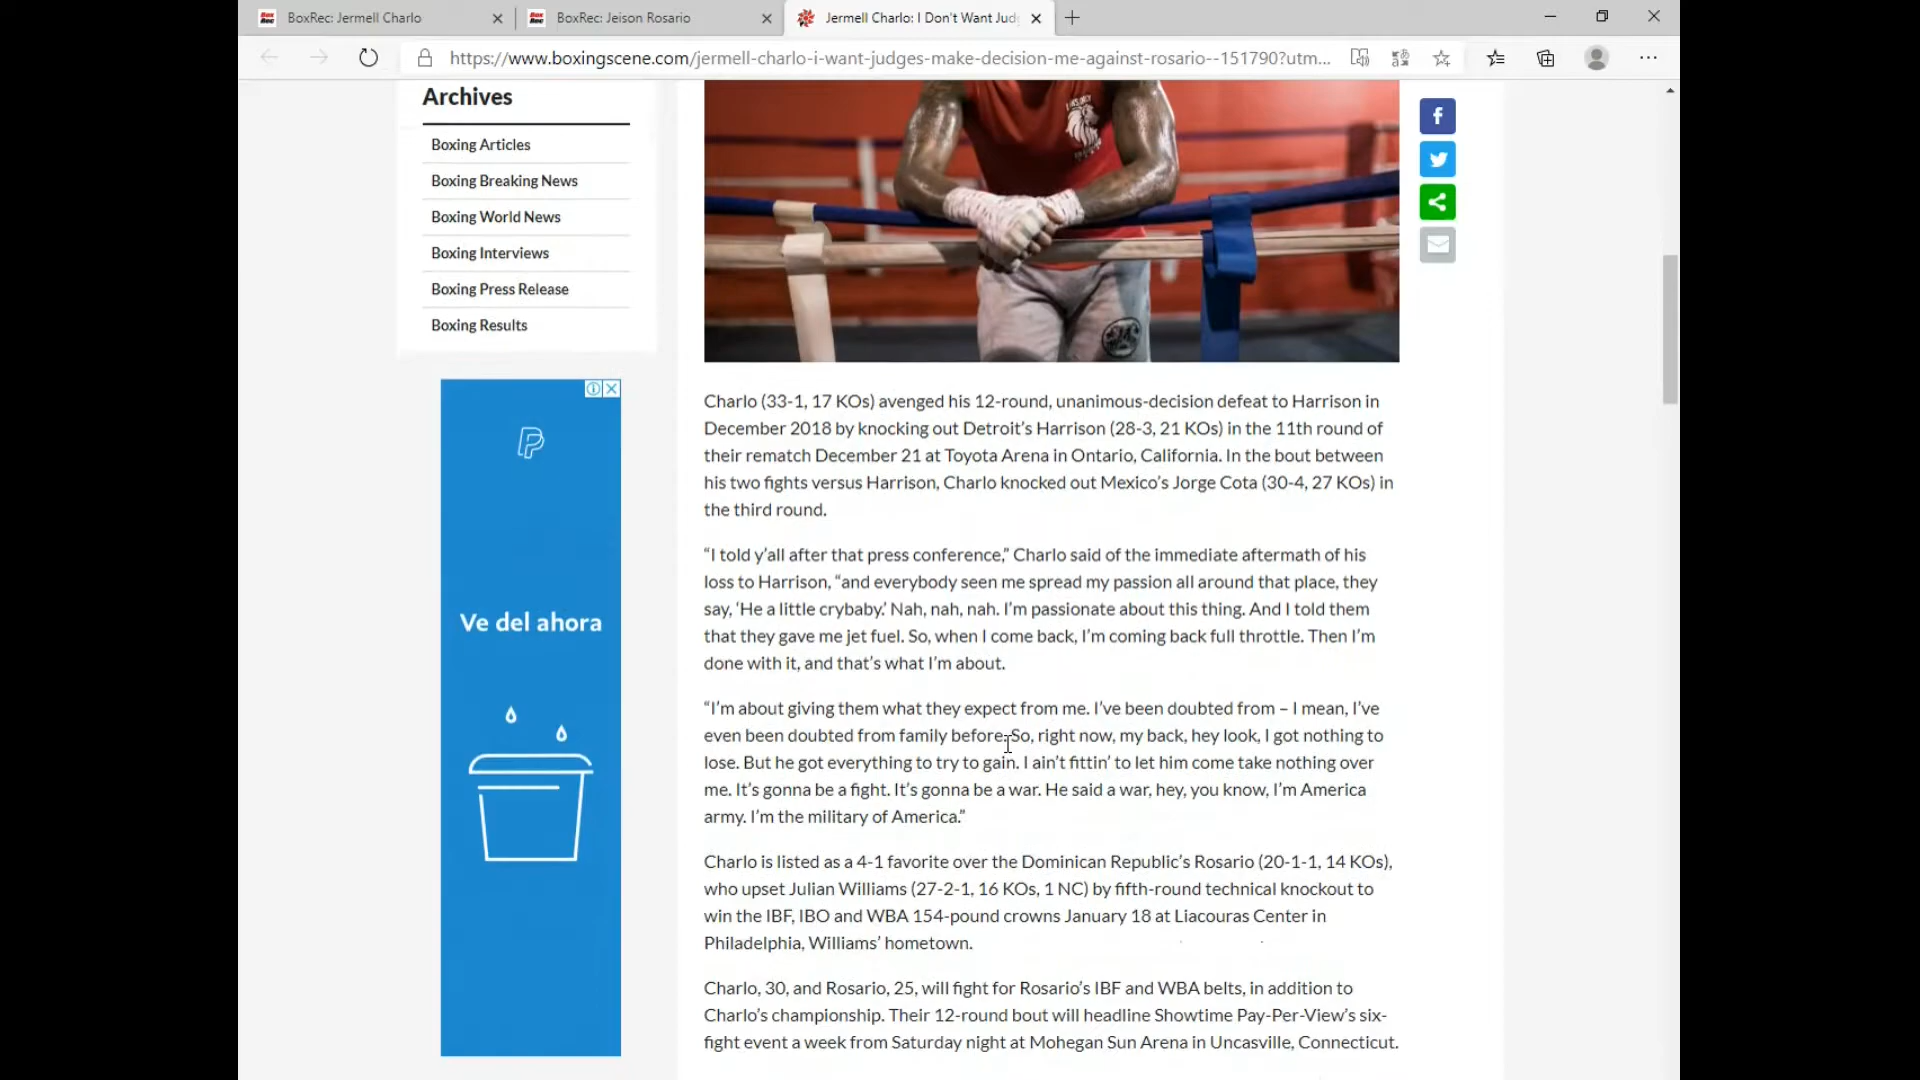 BoxRec: Jermell Charlo
BoxRec: Jeison Rosario
Jermell Charlo: I Don't Want Jud
https://www.boxingscene.com/jermell-charlo-i-want-judges-make-decision-me-against-rosario--151790?utm...
Archives
Boxing Articles
Boxing Breaking News
Boxing World News
Boxing Interviews
Boxing Press Release
Boxing Results
Ve del ahora
Charlo (33-1, 17 KOs) avenged his 12-round, unanimous-decision defeat to Harrison in
December 2018 by knocking out Detroit’s Harrison (28-3, 21 KOs) in the 11th round of
their rematch December 21 at Toyota Arena in Ontario, California. In the bout between
his two fights versus Harrison, Charlo knocked out Mexico’s Jorge Cota (30-4, 27 KOs) in
the third round.
“I told y’all after that press conference,” Charlo said of the immediate aftermath of his
loss to Harrison, “and everybody seen me spread my passion all around that place, they
say, ‘He a little crybaby.’ Nah, nah, nah. I’m passionate about this thing. And I told them
that they gave me jet fuel. So, when I come back, I’m coming back full throttle. Then I’m
done with it, and that’s what I’m about.
“I’m about giving them what they expect from me. I’ve been doubted from – I mean, I’ve
even been doubted from family before. So, right now, my back, hey look, I got nothing to
lose. But he got everything to try to gain. I ain’t fittin’ to let him come take nothing over
me. It’s gonna be a fight. It’s gonna be a war. He said a war, hey, you know, I’m America
army. I’m the military of America.”
Charlo is listed as a 4-1 favorite over the Dominican Republic’s Rosario (20-1-1, 14 KOs),
who upset Julian Williams (27-2-1, 16 KOs, 1 NC) by fifth-round technical knockout to
win the IBF, IBO and WBA 154-pound crowns January 18 at Liacouras Center in
Philadelphia, Williams’ hometown.
Charlo, 30, and Rosario, 25, will fight for Rosario’s IBF and WBA belts, in addition to
Charlo’s championship. Their 12-round bout will headline Showtime Pay-Per-View’s six-
fight event a week from Saturday night at Mohegan Sun Arena in Uncasville, Connecticut.